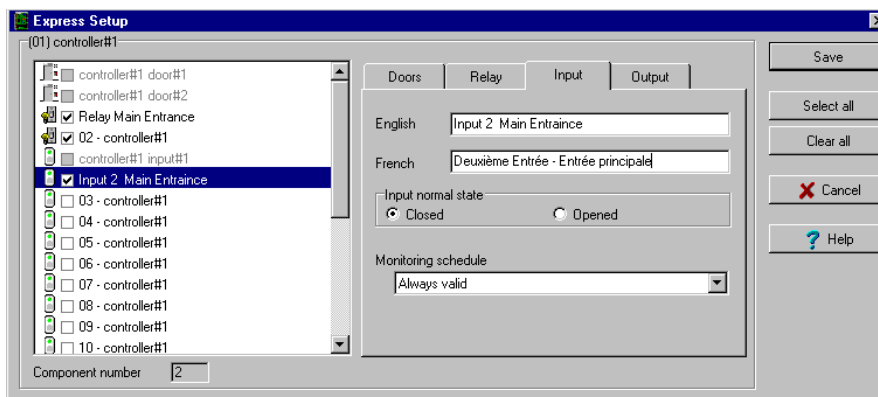 Express Setup
(01) controller#1
controller#1 door#1
controller#1 door#2
Relay Main Entrance
02 - controller#1
controller#1 input#1
Input 2 Main Entraince
03 - controller#1
04 - controller#1
05 - controller#1
06 - controller#1
07 - controller#1
08 - controller#1
09 - controller#1
10 - controller#1
Component number 2
Doors Relay Input Output
English Input 2 Main Entraince
French Deuxième Entrée - Entrée principale
Input normal state
Closed Opened
Monitoring schedule
Always valid
Save
Select all
Clear all
Cancel
? Help